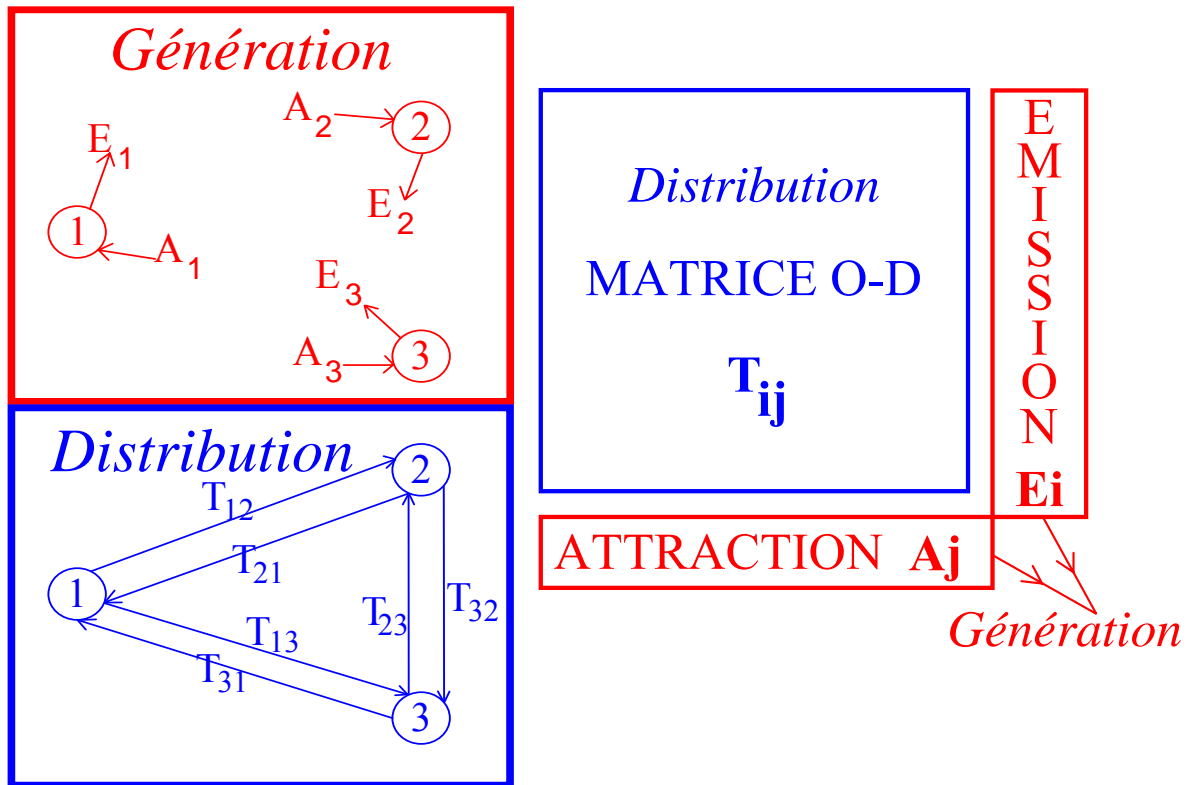 Génération
A2
2
E1
E2
1
A1
E3
A3
3
Distribution
2
T12
T21
1
T23
T32
T13
T31
3
Distribution
MATRICE O-D
Tij
EMISSION
Ei
ATTRACTION Aj
Génération